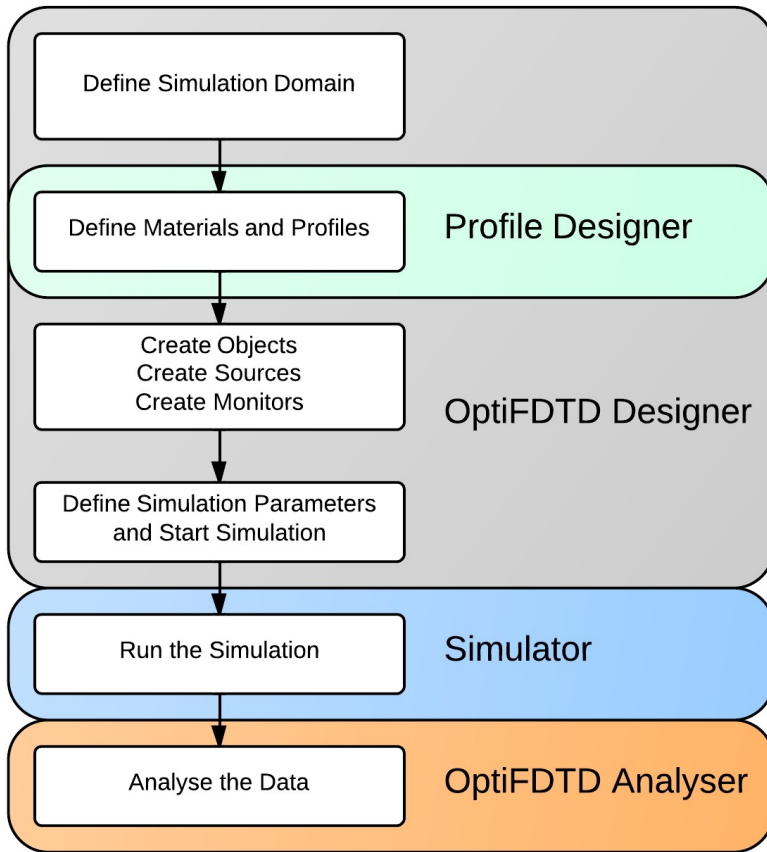 Define Simulation Domain
Define Materials and Profiles
Profile Designer
Create Objects
Create Sources
Create Monitors
OptiFDTD Designer
Define Simulation Parameters
and Start Simulation
Run the Simulation
Simulator
Analyse the Data
OptiFDTD Analyser